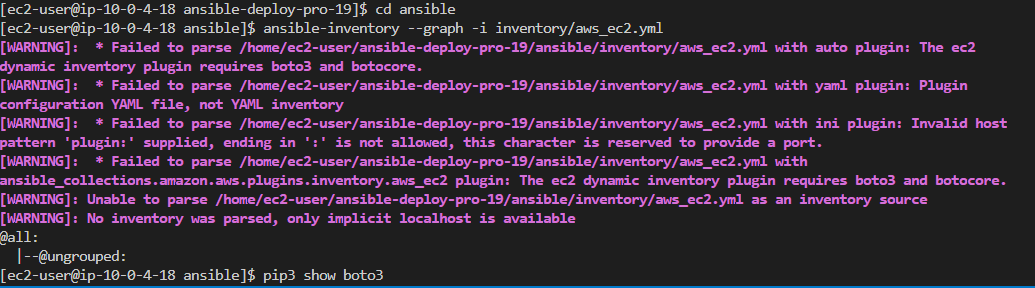 [ec2-user@ip-10-0-4-18 ansible-deploy-pro-19]$ cd ansible
[ec2-user@ip-10-0-4-18 ansible]$ ansible-inventory --graph -i inventory/aws_ec2.yml
[WARNING]:  * Failed to parse /home/ec2-user/ansible-deploy-pro-19/ansible/inventory/aws_ec2.yml with auto plugin: The ec2
dynamic inventory plugin requires boto3 and botocore.
[WARNING]:  * Failed to parse /home/ec2-user/ansible-deploy-pro-19/ansible/inventory/aws_ec2.yml with yaml plugin: Plugin
configuration YAML file, not YAML inventory
[WARNING]:  * Failed to parse /home/ec2-user/ansible-deploy-pro-19/ansible/inventory/aws_ec2.yml with ini plugin: Invalid host
pattern 'plugin:' supplied, ending in ':' is not allowed, this character is reserved to provide a port.
[WARNING]:  * Failed to parse /home/ec2-user/ansible-deploy-pro-19/ansible/inventory/aws_ec2.yml with
ansible_collections.amazon.aws.plugins.inventory.aws_ec2 plugin: The ec2 dynamic inventory plugin requires boto3 and botocore.
[WARNING]: Unable to parse /home/ec2-user/ansible-deploy-pro-19/ansible/inventory/aws_ec2.yml as an inventory source
[WARNING]: No inventory was parsed, only implicit localhost is available
@all:
  |--@ungrouped:
[ec2-user@ip-10-0-4-18 ansible]$ pip3 show boto3